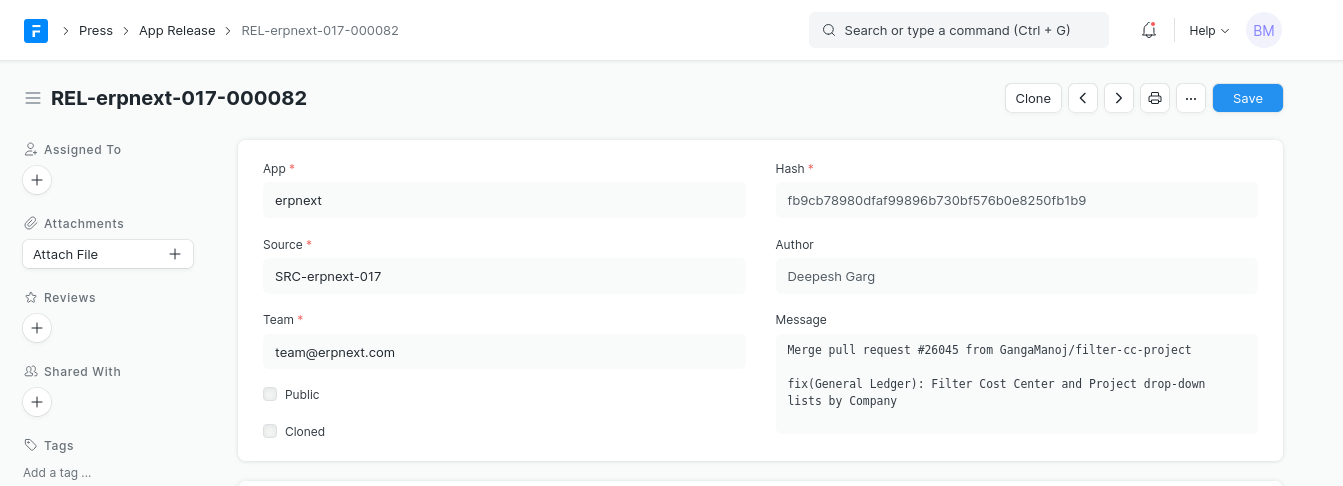 Press App Release REL-erpnext-017-000082
Search or type a command (Ctrl + G)
Help
BM
REL-erpnext-017-000082
Clone
Save
Assigned To
Attachments
Attach File
Reviews
Shared With
Tags
Add a tag ...
App *
erpnext
Source *
SRC-erpnext-017
Team *
team@erpnext.com
Public
Cloned
Hash *
fb9cb78980dfaf99896b730bf576b0e8250fb1b9
Author
Deepesh Garg
Message
Merge pull request #26045 from GangaManoj/filter-cc-project
fix(General Ledger): Filter Cost Center and Project drop-down
lists by Company